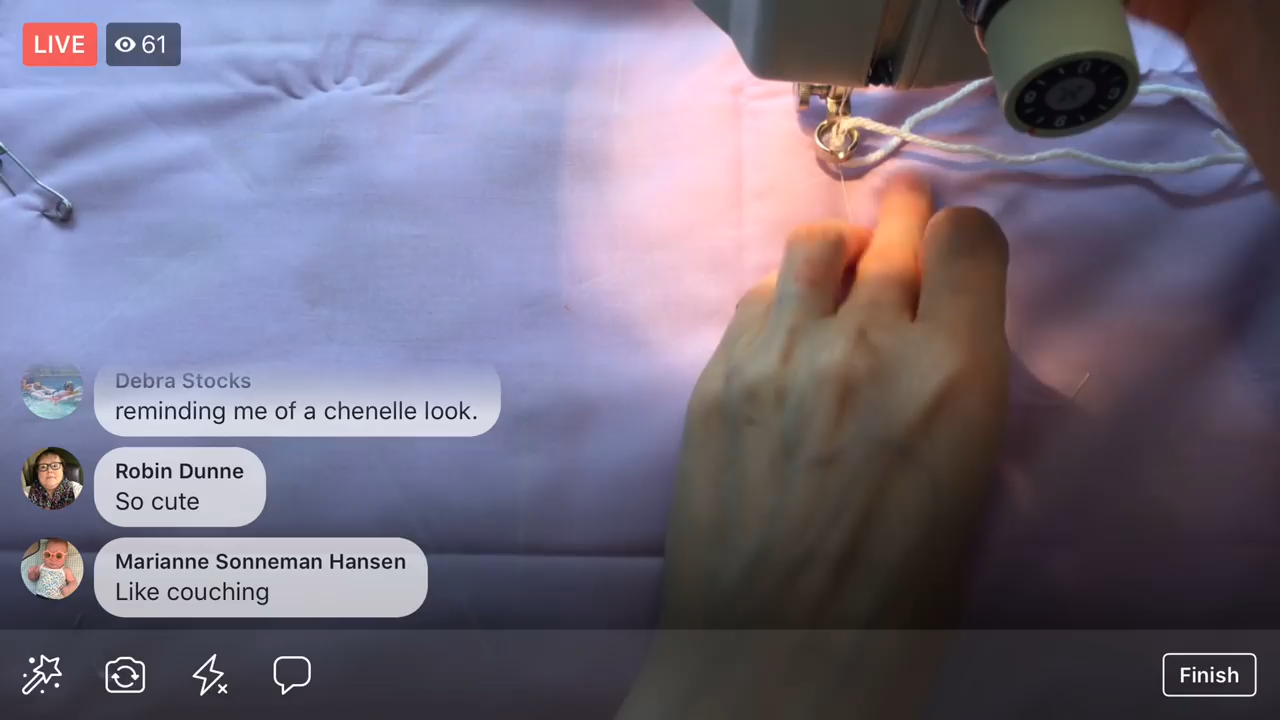 LIVE
61
Debra Stocks
reminding me of a chenelle look.
Robin Dunne
So cute
Marianne Sonneman Hansen
Like couching
Finish